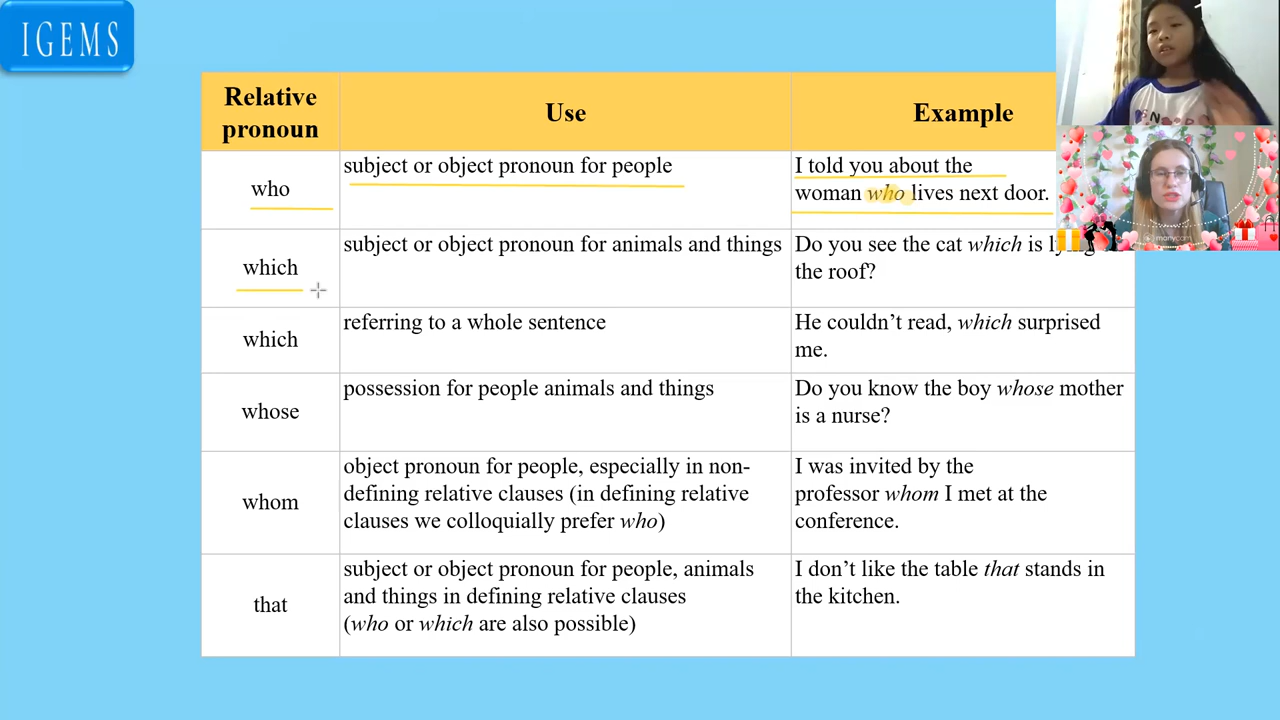 IGEMS
Relative
pronoun
Use
Example
who
subject or object pronoun for people
I told you about the
woman who lives next door.
which
subject or object pronoun for animals and things
Do you see the cat which is
the roof?
which
referring to a whole sentence
He couldn’t read, which surprised
me.
whose
possession for people animals and things
Do you know the boy whose mother
is a nurse?
whom
object pronoun for people, especially in non-
defining relative clauses (in defining relative
clauses we colloquially prefer who)
I was invited by the
professor whom I met at the
conference.
that
subject or object pronoun for people, animals
and things in defining relative clauses
(who or which are also possible)
I don’t like the table that stands in
the kitchen.
manycam